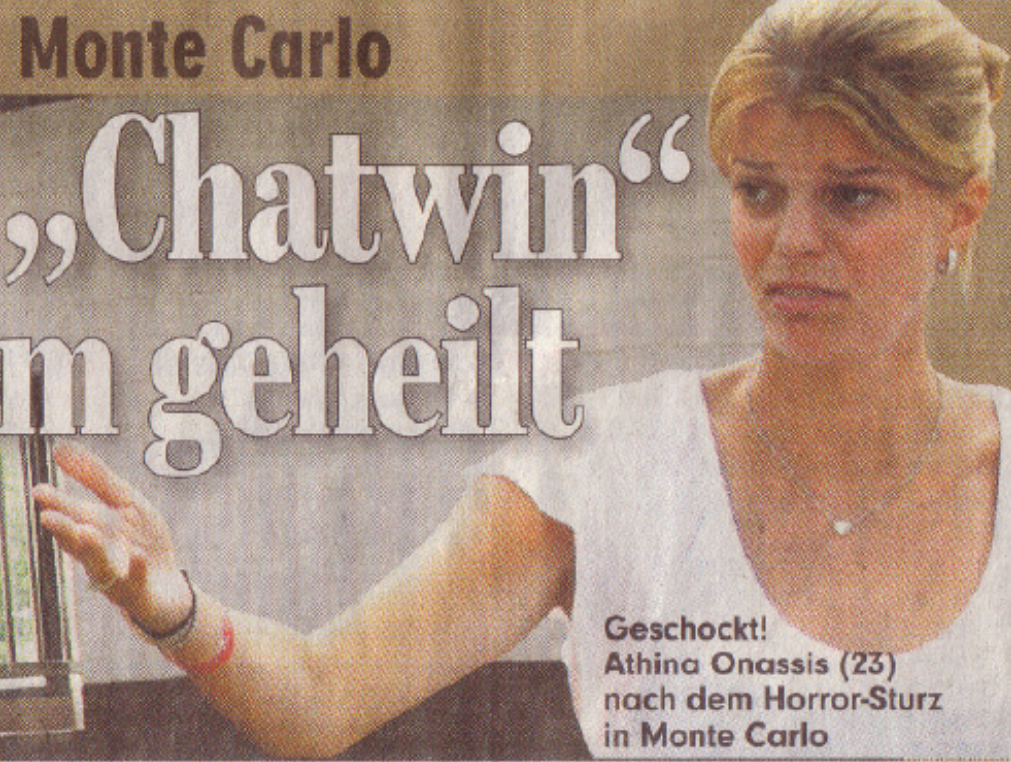 Monte Carlo
„Chatwin“
m geheilt
Geschockt!
Athina Onassis (23)
nach dem Horror-Sturz
in Monte Carlo